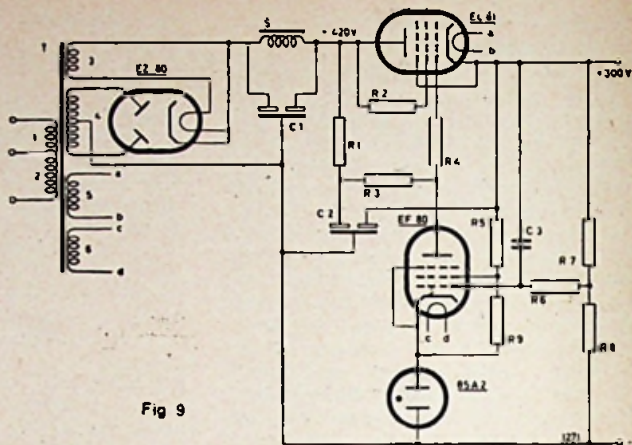 S
- 420V
EL 81
a
b
T
3
EZ 80
+300V
4
R2
C1
R1
R4
1
2
R3
a
5
b
c
6
d
C2
EF 80
R5
C3
R7
R6
c d
R9
R8
85A2
Fig 9